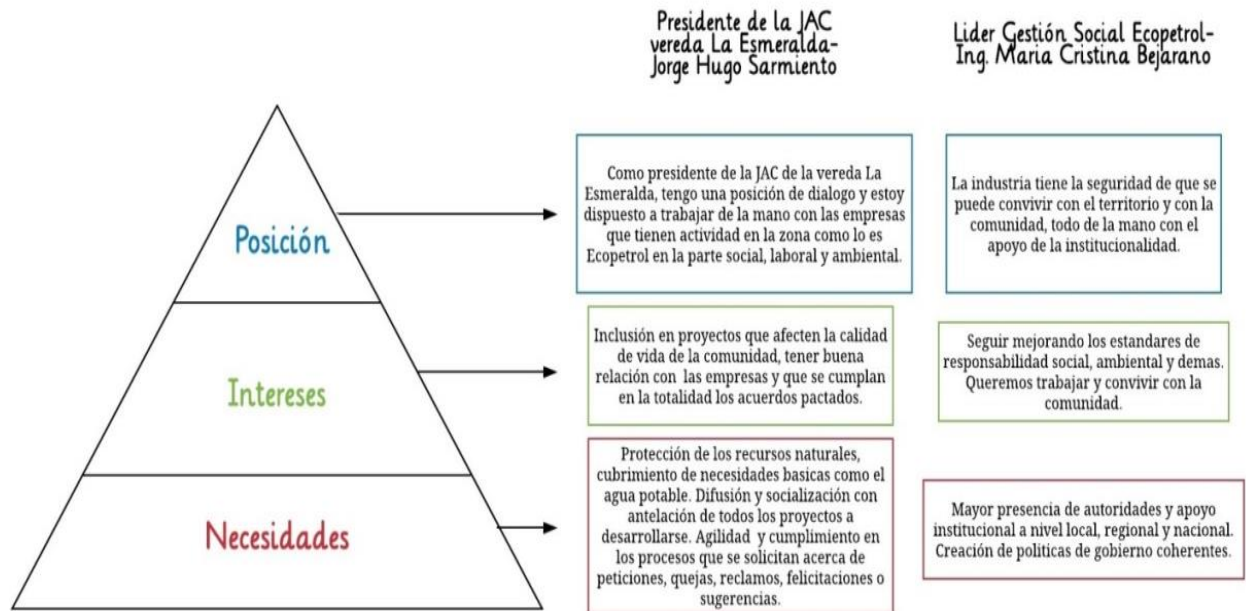 Presidente de la JAC
vereda La Esmeralda-
Jorge Hugo Sarmiento
Lider Gestión Social Ecopetrol-
Ing. Maria Cristina Bejarano
Posición
Como presidente de la JAC de la vereda La
Esmeralda, tengo una posición de dialogo y estoy
dispuesto a trabajar de la mano con las empresas
que tienen actividad en la zona como lo es
Ecopetrol en la parte social, laboral y ambiental.
La industria tiene la seguridad de que se
puede convivir con el territorio y con la
comunidad, todo de la mano con el
apoyo de la institucionalidad.
Intereses
Inclusión en proyectos que afecten la calidad
de vida de la comunidad, tener buena
relación con las empresas y que se cumplan
en la totalidad los acuerdos pactados.
Seguir mejorando los estandares de
responsabilidad social, ambiental y demas.
Queremos trabajar y convivir con la
comunidad.
Necesidades
Protección de los recursos naturales,
cubrimiento de necesidades basicas como el
agua potable. Difusión y socialización con
antelación de todos los proyectos a
desarrollarse. Agilidad y cumplimiento en
los procesos que se solicitan acerca de
peticiones, quejas, reclamos, felicitaciones o
sugerencias.
Mayor presencia de autoridades y apoyo
institucional a nivel local, regional y nacional.
Creación de politicas de gobierno coherentes.